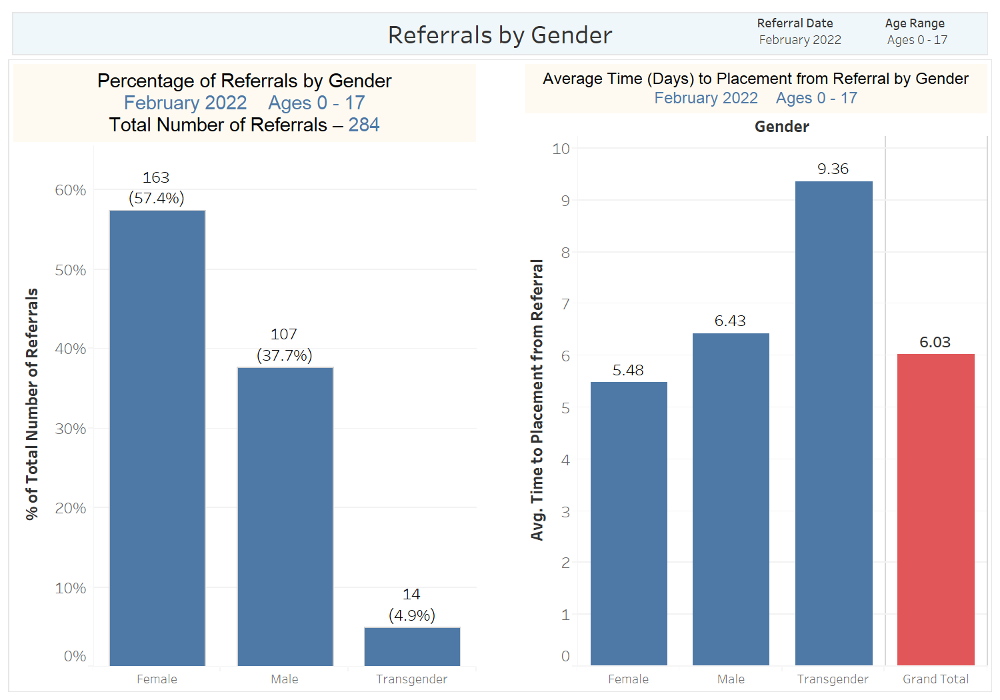 Referrals by Gender
Referral Date
February 2022
Age Range
Ages 0 - 17
Percentage of Referrals by Gender
February 2022 Ages 0 - 17
Total Number of Referrals – 284
% of Total Number of Referrals
60%
50%
40%
30%
20%
10%
0%
163
(57.4%)
107
(37.7%)
14
(4.9%)
Female
Male
Transgender
Average Time (Days) to Placement from Referral by Gender
February 2022 Ages 0 - 17
Gender
Avg. Time to Placement from Referral
10
9
8
7
6
5
4
3
2
1
0
5.48
6.43
9.36
6.03
Female
Male
Transgender
Grand Total